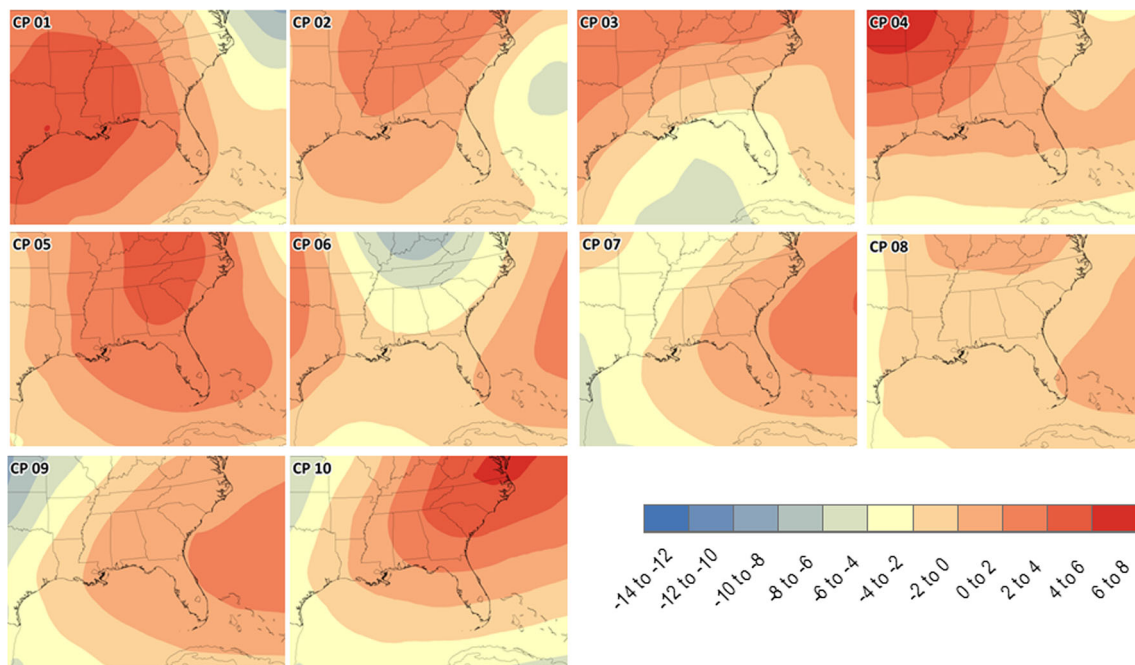 CP 01
CP 02
CP 03
CP 04
CP 05
CP 06
CP 07
CP 08
CP 09
CP 10
-14 to -12
-12 to -10
-10 to -8
-8 to -6
-6 to -4
-4 to -2
-2 to 0
0 to 2
2 to 4
4 to 6
6 to 8